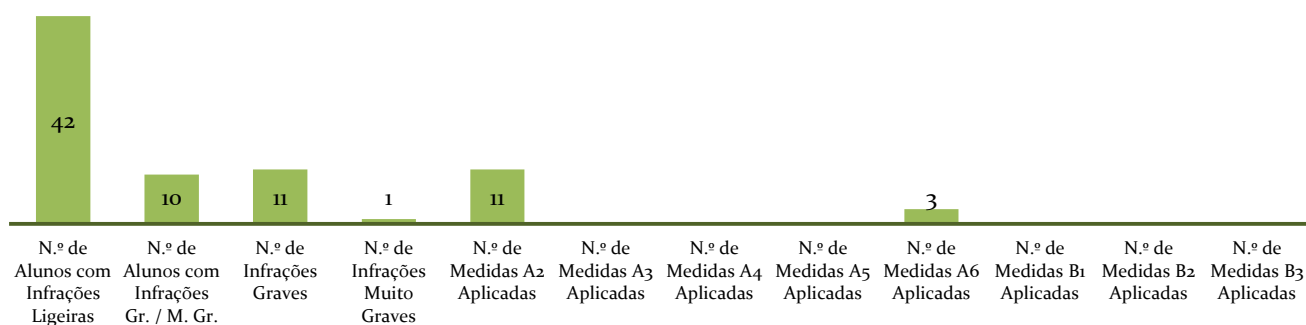 42
10
11
1
11
3
N.º de
Alunos com
Infrações
Ligeiras
N.º de
Alunos com
Infrações
Gr. / M. Gr.
N.º de
Infrações
Graves
N.º de
Infrações
Muito
Graves
N.º de
Medidas A2
Aplicadas
N.º de
Medidas A3
Aplicadas
N.º de
Medidas A4
Aplicadas
N.º de
Medidas A5
Aplicadas
N.º de
Medidas A6
Aplicadas
N.º de
Medidas B1
Aplicadas
N.º de
Medidas B2
Aplicadas
N.º de
Medidas B3
Aplicadas